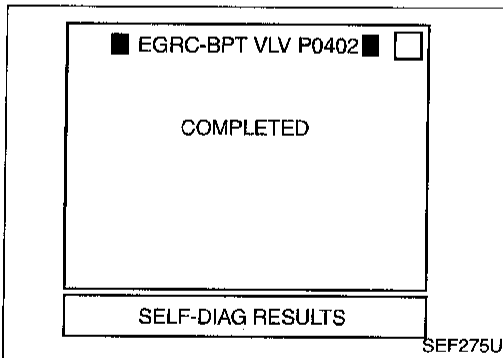 ■ EGRC-BPT VLV P0402 ■
COMPLETED
SELF-DIAG RESULTS
SEF275U